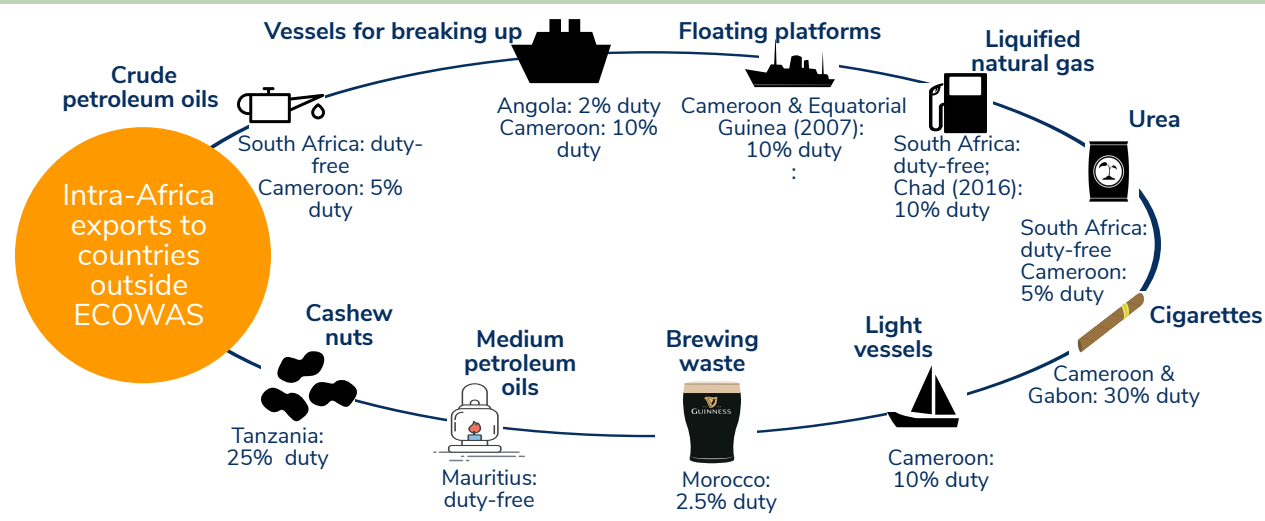 Intra-Africa
exports to
countries
outside
ECOWAS
Crude
petroleum oils
South Africa: duty-
free
Cameroon: 5%
duty
Vessels for breaking up
Angola: 2% duty
Cameroon: 10%
duty
Floating platforms
Cameroon & Equatorial
Guinea (2007):
10% duty
:
Liquified
natural gas
South Africa:
duty-free;
Chad (2016):
10% duty
Urea
South Africa:
duty-free
Cameroon:
5% duty
Cigarettes
Cameroon &
Gabon: 30% duty
Light
vessels
Cameroon:
10% duty
Brewing
waste
GUINNESS
Morocco:
2.5% duty
Medium
petroleum
oils
Mauritius:
duty-free
Cashew
nuts
Tanzania:
25% duty